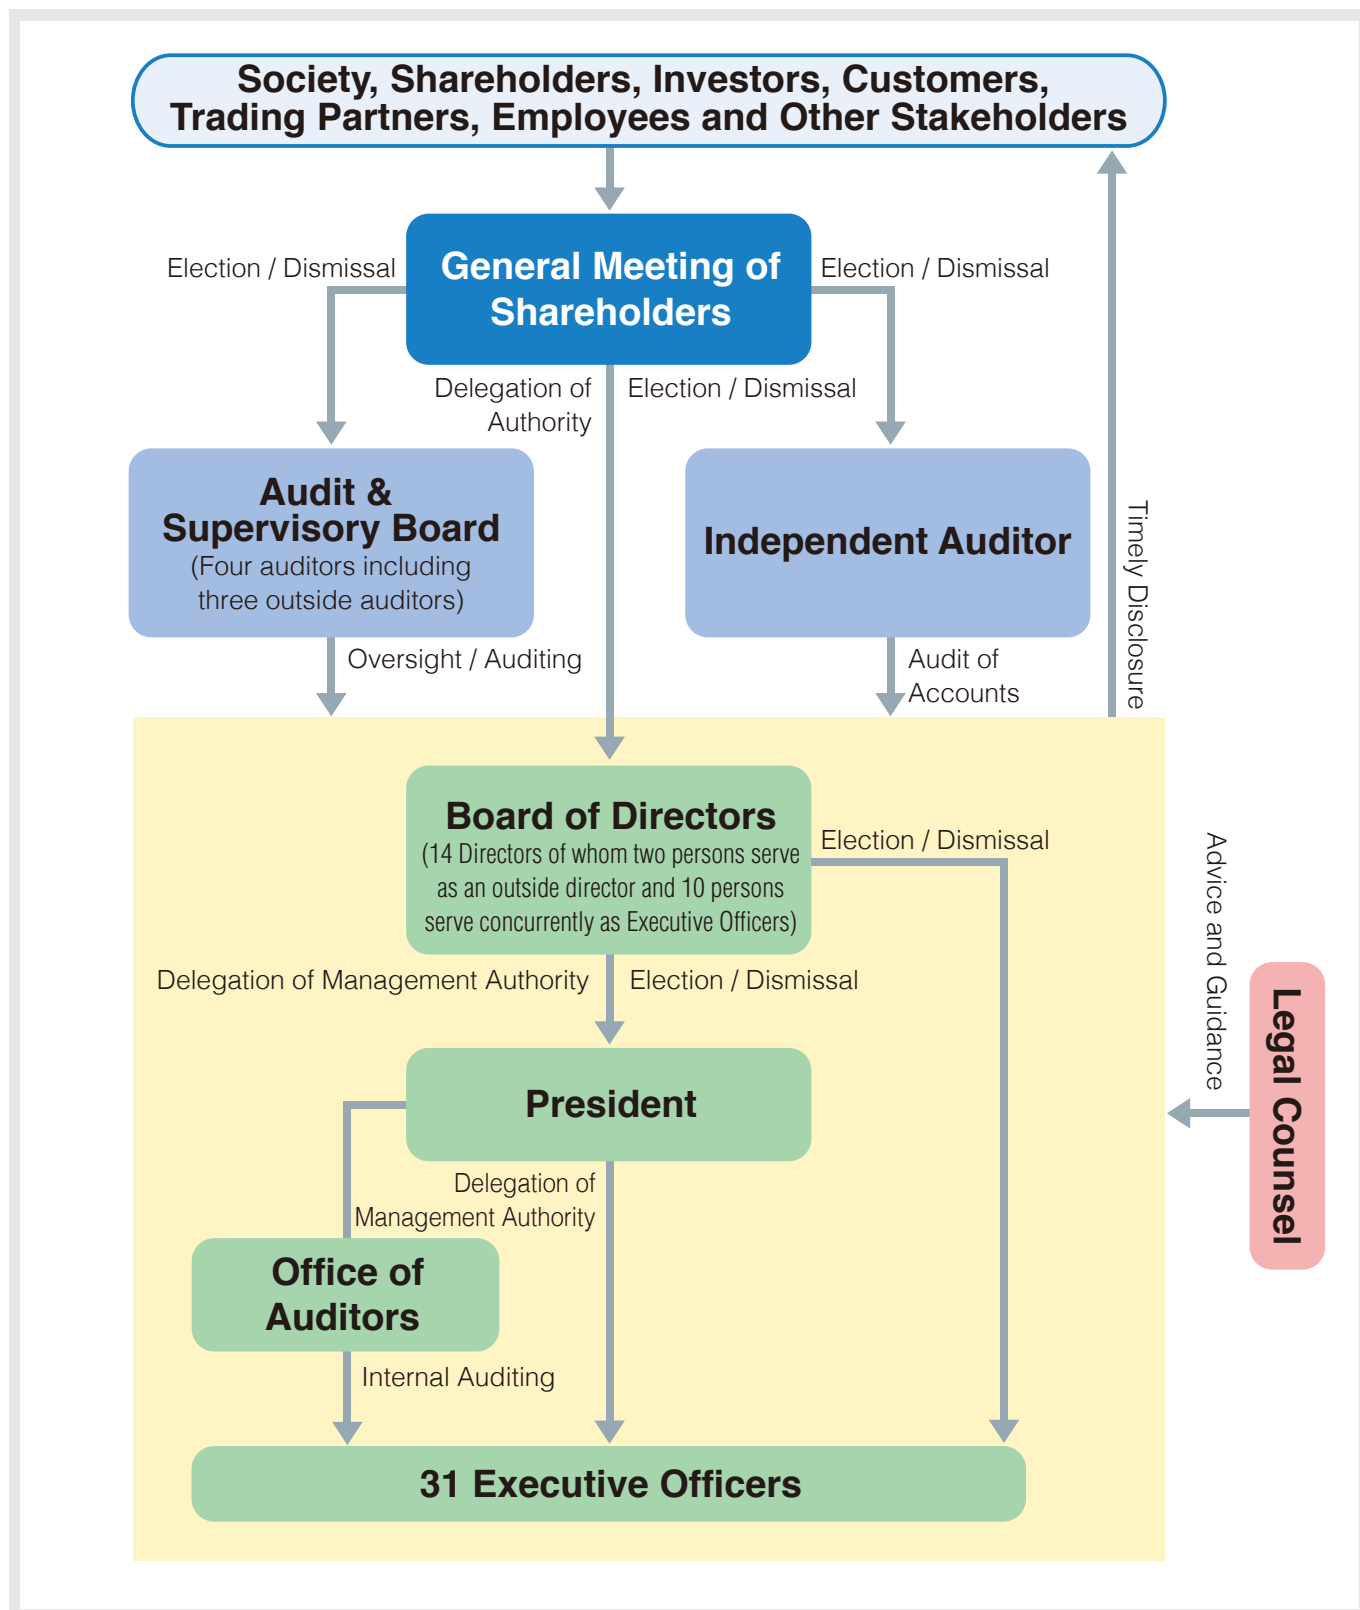 Society, Shareholders, Investors, Customers,
Trading Partners, Employees and Other Stakeholders
General Meeting of
Shareholders
Election / Dismissal
Election / Dismissal
Delegation of
Authority
Election / Dismissal
Audit &
Supervisory Board
(Four auditors including
three outside auditors)
Independent Auditor
Timely Disclosure
Oversight / Auditing
Audit of
Accounts
Board of Directors
(14 Directors of whom two persons serve
as an outside director and 10 persons
serve concurrently as Executive Officers)
Election / Dismissal
Delegation of Management Authority
Election / Dismissal
Advice and Guidance
Legal Counsel
President
Delegation of
Management Authority
Office of
Auditors
Internal Auditing
31 Executive Officers